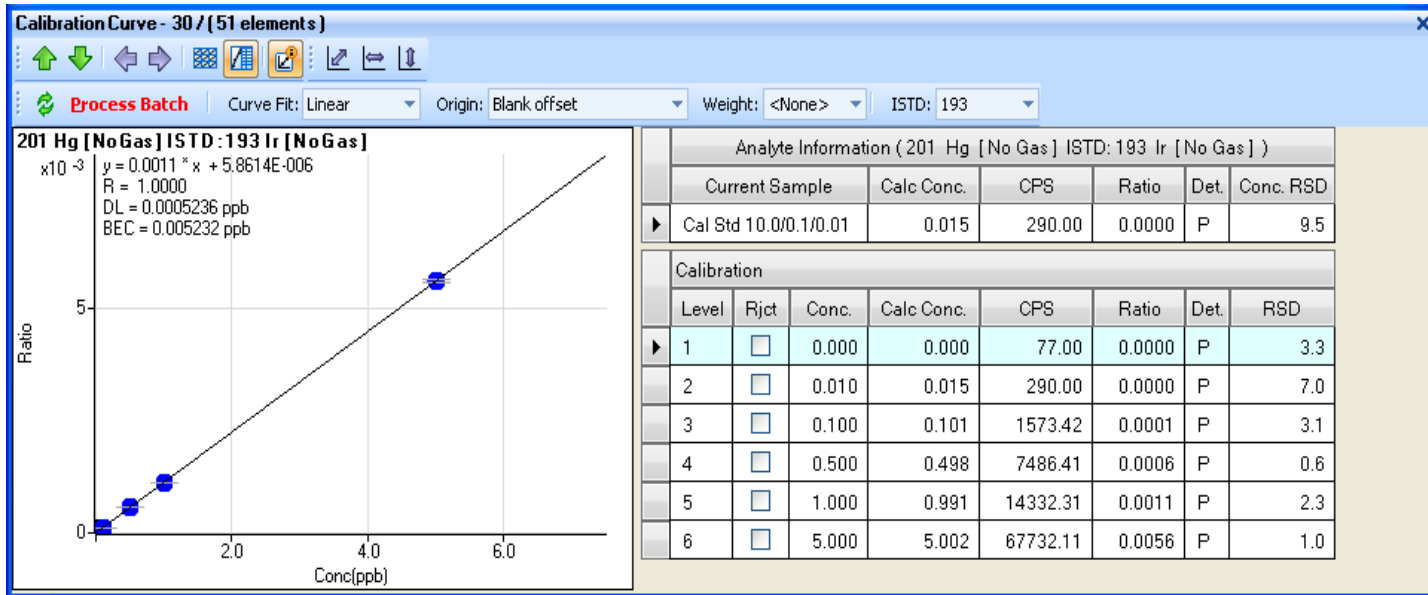 Calibration Curve - 30 / ( 51 elements )
Process Batch Curve Fit: Linear Origin: Blank offset Weight: <None> ISTD: 193
201 Hg [ No Gas ] ISTD : 193 Ir [ No Gas ]
x10 -3
y = 0.0011 * x + 5.8614E-006
R = 1.0000
DL = 0.0005236 ppb
BEC = 0.005232 ppb
5
Ratio
0
2.0 4.0 6.0
Conc(ppb)
Analyte Information ( 201 Hg [ No Gas ] ISTD: 193 Ir [ No Gas ] )
Current Sample Calc Conc. CPS Ratio Det. Conc. RSD
Cal Std 10.0/0.1/0.01 0.015 290.00 0.0000 P 9.5
Calibration
Level Rjct Conc. Calc Conc. CPS Ratio Det. RSD
1 0.000 0.000 77.00 0.0000 P 3.3
2 0.010 0.015 290.00 0.0000 P 7.0
3 0.100 0.101 1573.42 0.0001 P 3.1
4 0.500 0.498 7486.41 0.0006 P 0.6
5 1.000 0.991 14332.31 0.0011 P 2.3
6 5.000 5.002 67732.11 0.0056 P 1.0